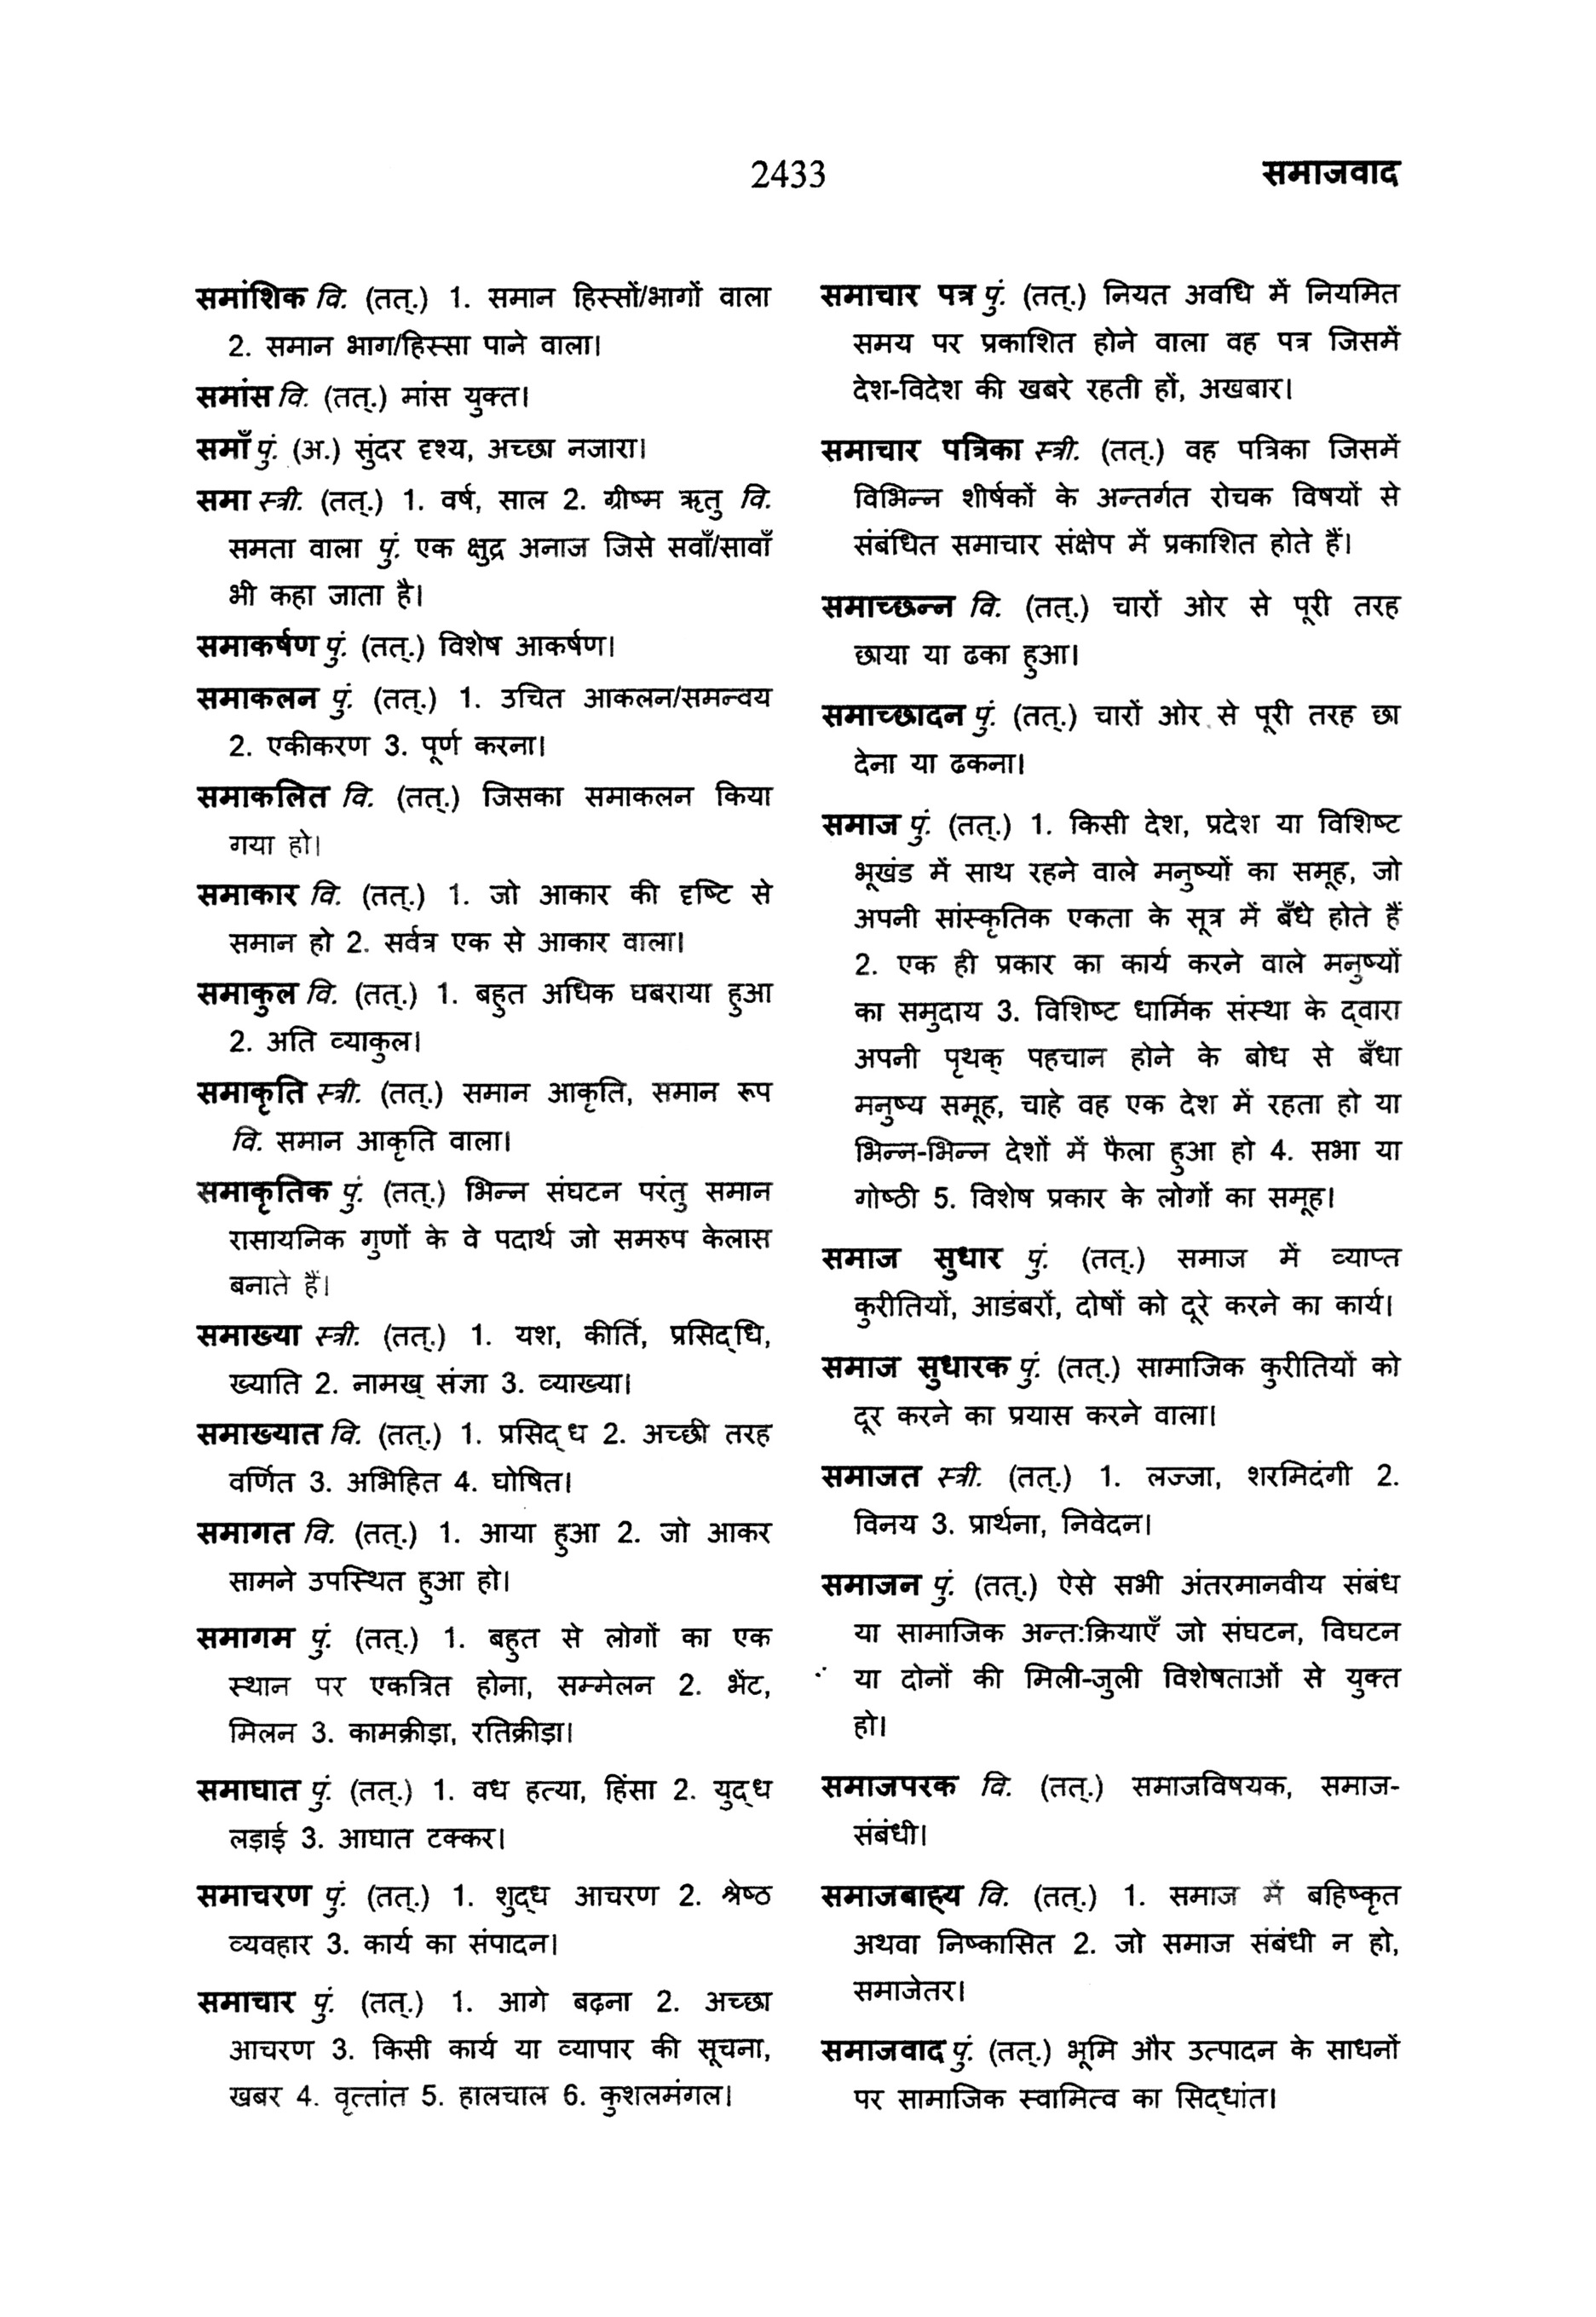 2433
समाजवाद
समांशिक वि. (तत्.) 1. समान हिस्सों/भागों वाला
2. समान भाग/हिस्सा पाने वाला।
समांस वि. (तत्.) मांस युक्त।
समाँ पुं. (अ.) सुंदर दृश्य, अच्छा नजारा।
समा स्त्री. (तत्.) 1. वर्ष, साल 2. ग्रीष्म ऋतु वि.
समता वाला पुं. एक क्षुद्र अनाज जिसे सवाँ/सावाँ
भी कहा जाता है।
समाकर्षण पुं. (तत्.) विशेष आकर्षण।
समाकलन पुं. (तत्.) 1. उचित आकलन/समन्वय
2. एकीकरण 3. पूर्ण करना।
समाकलित वि. (तत्.) जिसका समाकलन किया
गया हो।
समाकार वि. (तत्.) 1. जो आकार की दृष्टि से
समान हो 2. सर्वत्र एक से आकार वाला।
समाकुल वि. (तत्.) 1. बहुत अधिक घबराया हुआ
2. अति व्याकुल।
समाकृति स्त्री. (तत्.) समान आकृति, समान रूप
वि. समान आकृति वाला।
समाकृतिक पुं. (तत्.) भिन्न संघटन परंतु समान
रासायनिक गुणों के वे पदार्थ जो समरुप केलास
बनाते हैं।
समाख्या स्त्री. (तत्.) 1. यश, कीर्ति, प्रसिद्‌धि,
ख्याति 2. नामख् संज्ञा 3. व्याख्या।
समाख्यात वि. (तत्.) 1. प्रसिद्‌ध 2. अच्छी तरह
वर्णित 3. अभिहित 4. घोषित।
समागत वि. (तत्.) 1. आया हुआ 2. जो आकर
सामने उपस्थित हुआ हो।
समागम पुं. (तत्.) 1. बहुत से लोगों का एक
स्थान पर एकत्रित होना, सम्मेलन 2. भेंट,
मिलन 3. कामक्रीड़ा, रतिक्रीड़ा।
समाघात पुं. (तत्.) 1. वध हत्या, हिंसा 2. युद्‌ध
लड़ाई 3. आघात टक्कर।
समाचरण पुं. (तत्.) 1. शुद्‌ध आचरण 2. श्रेष्ठ
व्यवहार 3. कार्य का संपादन।
समाचार पुं. (तत्.) 1. आगे बढ़ना 2. अच्छा
आचरण 3. किसी कार्य या व्यापार की सूचना,
खबर 4. वृत्तांत 5. हालचाल 6. कुशलमंगल।
समाचार पत्र पुं. (तत्.) नियत अवधि में नियमित
समय पर प्रकाशित होने वाला वह पत्र जिसमें
देश-विदेश की खबरे रहती हों, अखबार।
समाचार पत्रिका स्त्री. (तत्.) वह पत्रिका जिसमें
विभिन्न शीर्षकों के अन्तर्गत रोचक विषयों से
संबंधित समाचार संक्षेप में प्रकाशित होते हैं।
समाच्छन्न वि. (तत्.) चारों ओर से पूरी तरह
छाया या ढका हुआ।
समाच्छादन पुं. (तत्.) चारों ओर से पूरी तरह छा
देना या ढकना।
समाज पुं. (तत्.) 1. किसी देश, प्रदेश या विशिष्ट
भूखंड में साथ रहने वाले मनुष्यों का समूह, जो
अपनी सांस्कृतिक एकता के सूत्र में बँधे होते हैं
2. एक ही प्रकार का कार्य करने वाले मनुष्यों
का समुदाय 3. विशिष्ट धार्मिक संस्था के द्‌वारा
अपनी पृथक् पहचान होने के बोध से बँधा
मनुष्य समूह, चाहे वह एक देश में रहता हो या
भिन्न-भिन्न देशों में फैला हुआ हो 4. सभा या
गोष्ठी 5. विशेष प्रकार के लोगों का समूह।
समाज सुधार पुं. (तत्.) समाज में व्याप्त
कुरीतियों, आडंबरों, दोषों को दूरे करने का कार्य।
समाज सुधारक पुं. (तत्.) सामाजिक कुरीतियों को
दूर करने का प्रयास करने वाला।
समाजत स्त्री. (तत्.) 1. लज्जा, शरमिदंगी 2.
विनय 3. प्रार्थना, निवेदन।
समाजन पुं. (तत्.) ऐसे सभी अंतरमानवीय संबंध
या सामाजिक अन्त:क्रियाएँ जो संघटन, विघटन
या दोनों की मिली-जुली विशेषताओं से युक्त
हो।
समाजपरक वि. (तत्.) समाजविषयक, समाज-
संबंधी।
समाजबाह्‌य वि. (तत्.) 1. समाज में बहिष्कृत
अथवा निष्कासित 2. जो समाज संबंधी न हो,
समाजेतर।
समाजवाद पुं. (तत्.) भूमि और उत्पादन के साधनों
पर सामाजिक स्वामित्व का सिद्‌धांत।